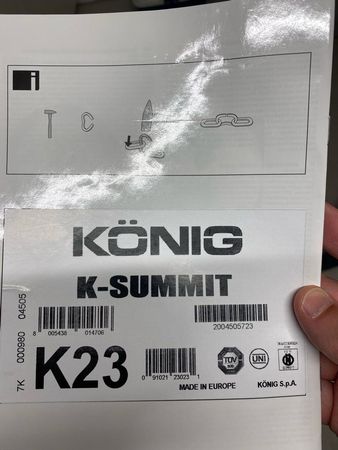 i
KÖNIG
K-SUMMIT
8 005438 014706
2004505723
7K 000980 04505
K23
0 91021 23023 1
TÜV
UNI
MADE IN EUROPE
KÖNIG S.p.A.